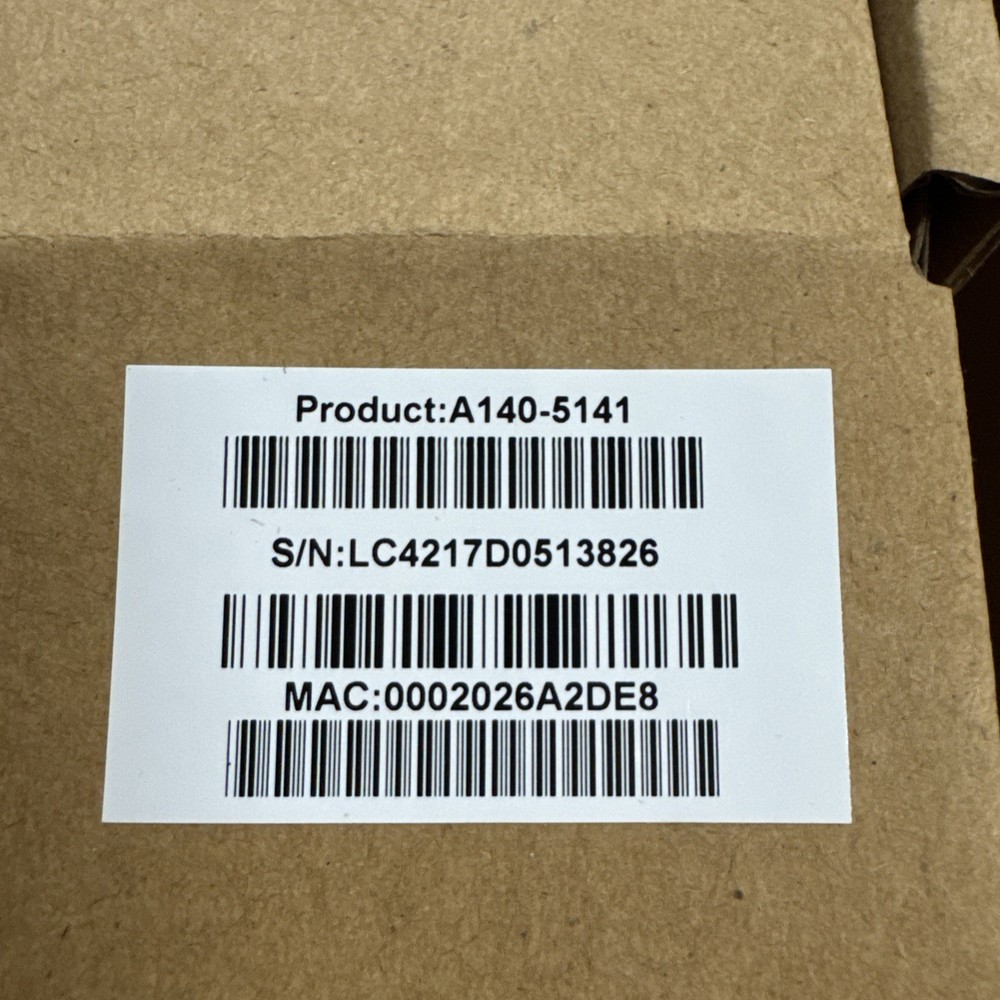 Product:A140-5141
S/N:LC4217D0513826
MAC:0002026A2DE8